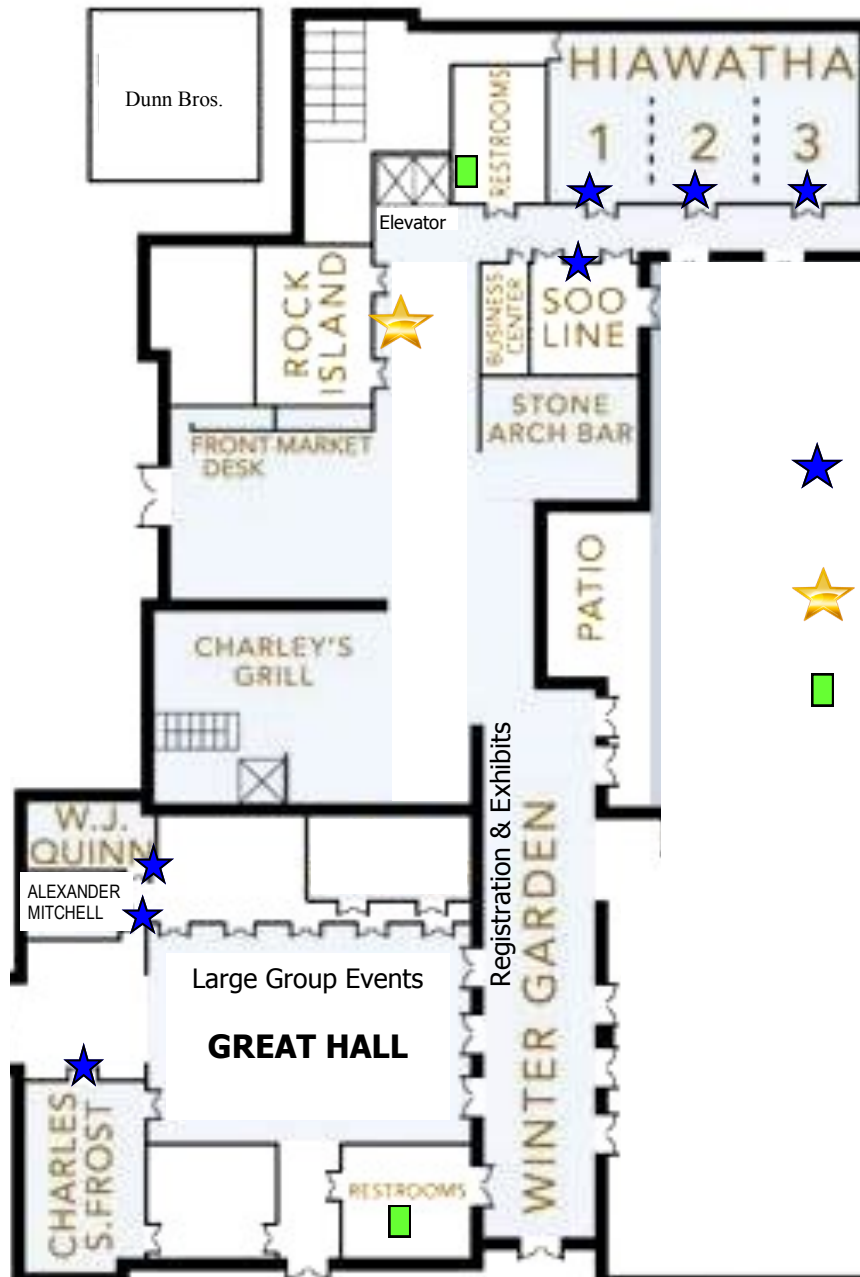 Dunn Bros.
HIAWATHA
1
2
3
RESTROOMS
Elevator
ROCK
ISLAND
BUSINESS
CENTER
SOO
LINE
STONE
ARCH BAR
FRONT
DESK
MARKET
PATIO
CHARLEY'S
GRILL
Registration & Exhibits
WINTER GARDEN
W.J.
QUINN
ALEXANDER
MITCHELL
Large Group Events
GREAT HALL
CHARLES
S.FROST
RESTROOMS